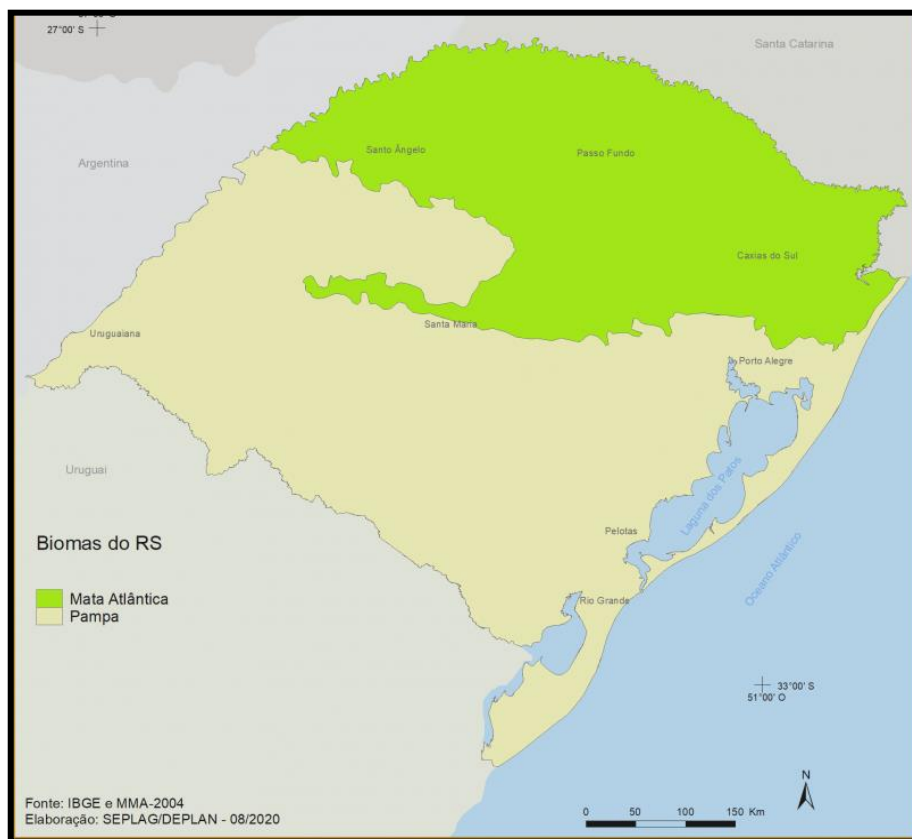 27°00' S
Santa Catarina
Argentina
Santo Ângelo
Passo Fundo
Caxias do Sul
Uruguaiana
Santa Maria
Porto Alegre
Uruguai
Laguna dos Patos
Pelotas
Oceano Atlântico
Rio Grande
Biomas do RS
Mata Atlântica
Pampa
33°00' S
51°00' O
N
Fonte: IBGE e MMA-2004
Elaboração: SEPLAG/DEPLAN - 08/2020
0 50 100 150 Km